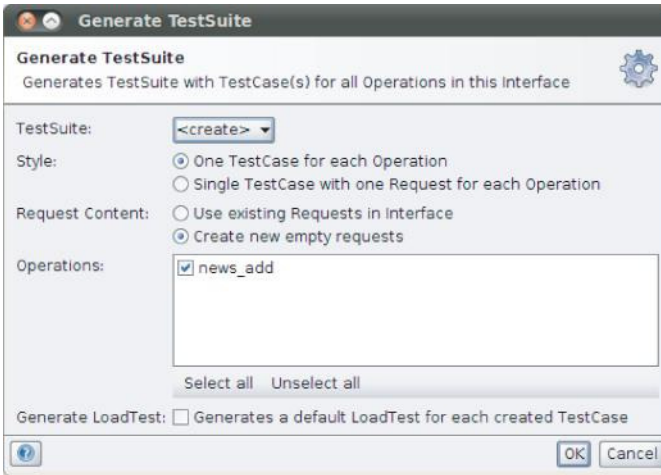 Generate TestSuite
Generate TestSuite
Generates TestSuite with TestCase(s) for all Operations in this Interface
TestSuite: <create>
Style: One TestCase for each Operation
Single TestCase with one Request for each Operation
Request Content: Use existing Requests in Interface
Create new empty requests
Operations: news_add
Select all Unselect all
Generate LoadTest: Generates a default LoadTest for each created TestCase
? OK Cancel